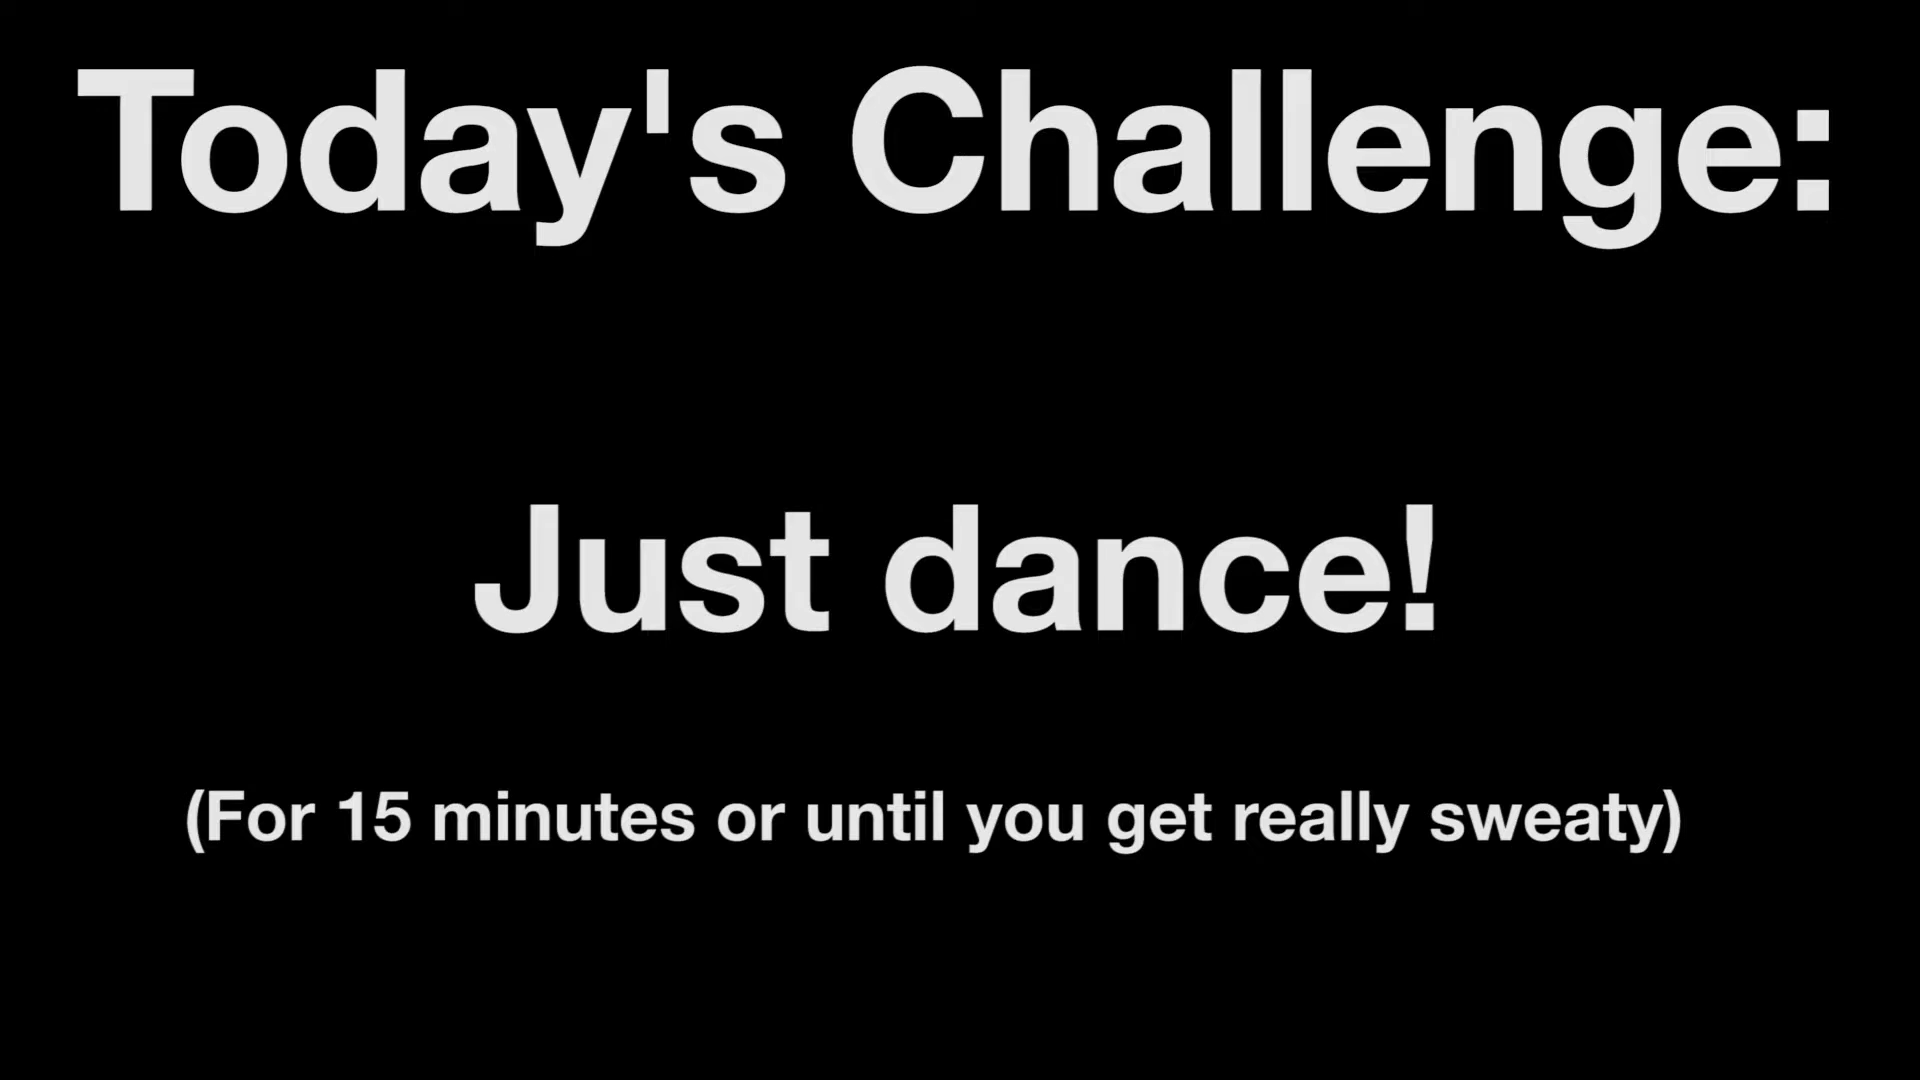 Today's Challenge:
Just dance!
(For 15 minutes or until you get really sweaty)